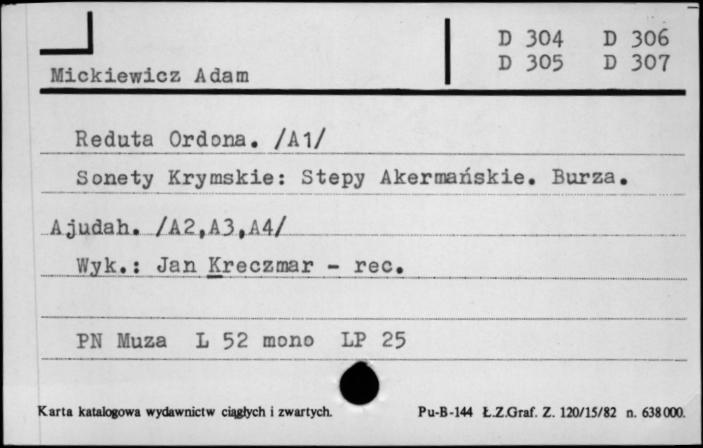 D 304 D 306
D 305 D 307
Mickiewicz Adam
Reduta Ordona. /A1/
Sonety Krymskie: Stepy Akermańskie. Burza.
Ajudah. /A2,A3,A4/
Wyk.: Jan Kreczmar - rec.
PN Muza L 52 mono LP 25
Karta katalogowa wydawnictw ciągłych i zwartych. Pu-B-144 Ł.Z.Graf. Z. 120/15/82 n. 638000.